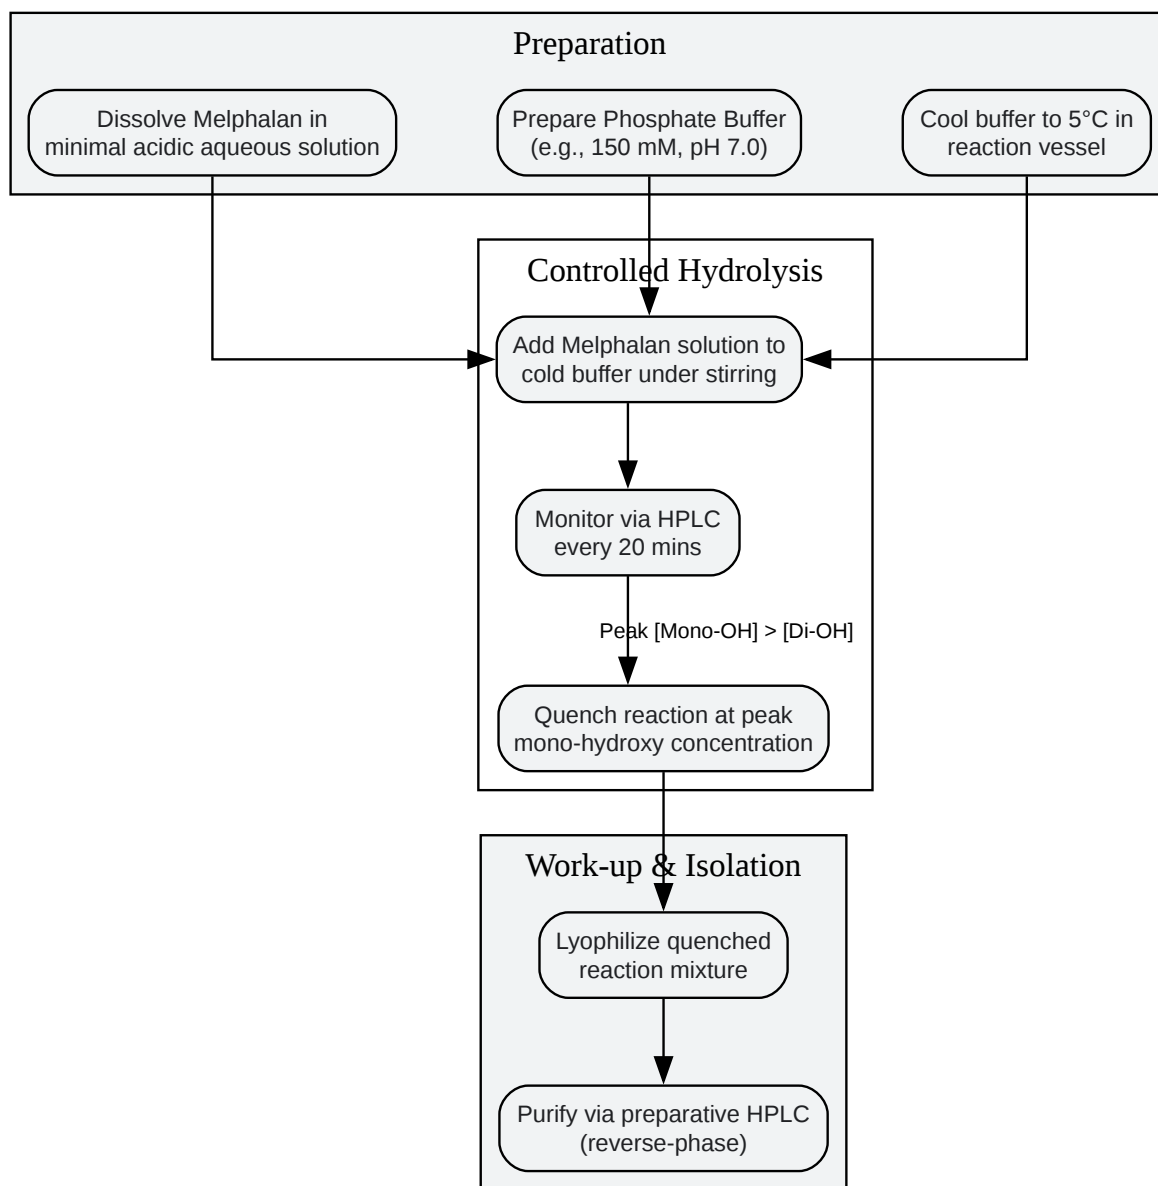 Preparation
Dissolve Melphalan in
minimal acidic aqueous solution
Prepare Phosphate Buffer
(e.g., 150 mM, pH 7.0)
Cool buffer to 5°C in
reaction vessel
Controlled Hydrolysis
Add Melphalan solution to
cold buffer under stirring
Monitor via HPLC
every 20 mins
Peak [Mono-OH] > [Di-OH]
Quench reaction at peak
mono-hydroxy concentration
Work-up & Isolation
Lyophilize quenched
reaction mixture
Purify via preparative HPLC
(reverse-phase)